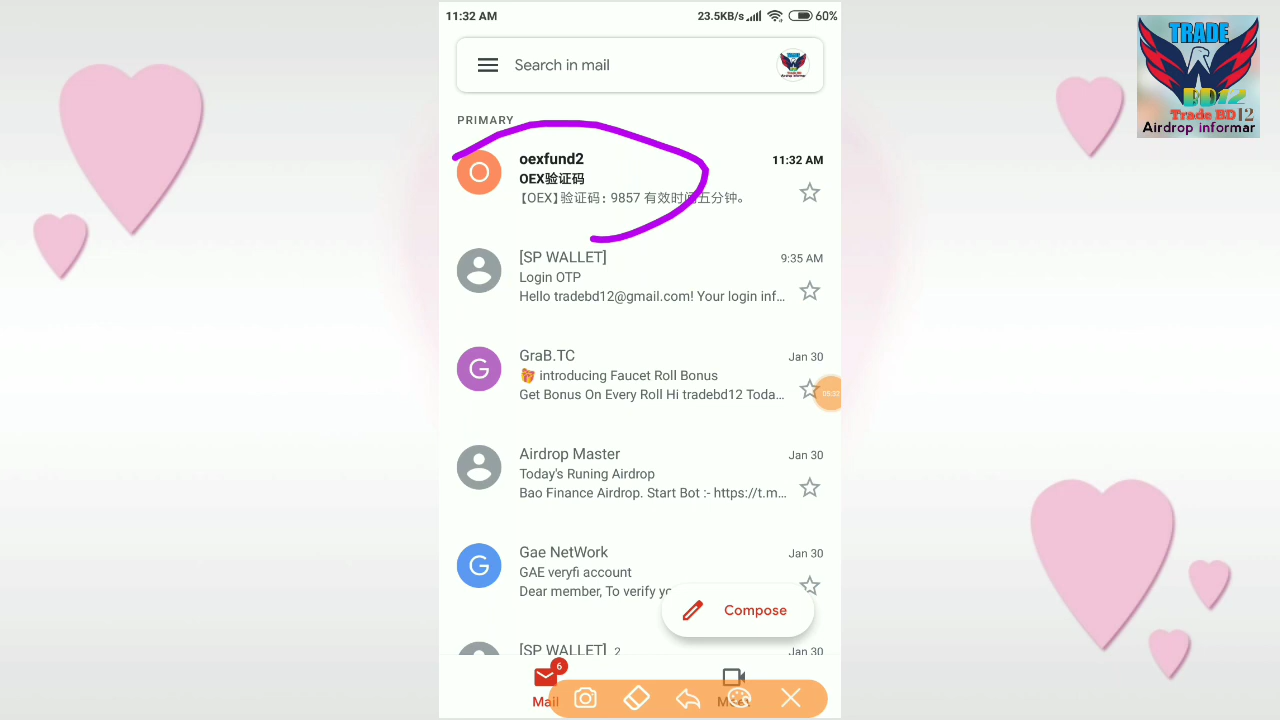 11:32 AM
23.5KB/s
60%
Search in mail
PRIMARY
oexfund2
11:32 AM
OEX验证码
【OEX】验证码: 9857 有效时间五分钟。
[SP WALLET]
9:35 AM
Login OTP
Hello tradebd12@gmail.com! Your login inf...
GraB.TC
Jan 30
introducing Faucet Roll Bonus
Get Bonus On Every Roll Hi tradebd12 Toda...
05:32
Airdrop Master
Jan 30
Today's Runing Airdrop
Bao Finance Airdrop. Start Bot :- https://t.m...
Gae NetWork
Jan 30
GAE veryfi account
Dear member, To verify yo
Compose
[SP WALLET] 2
Jan 30
6
Mail
TRADE
BD12
Trade BD12
Airdrop informar